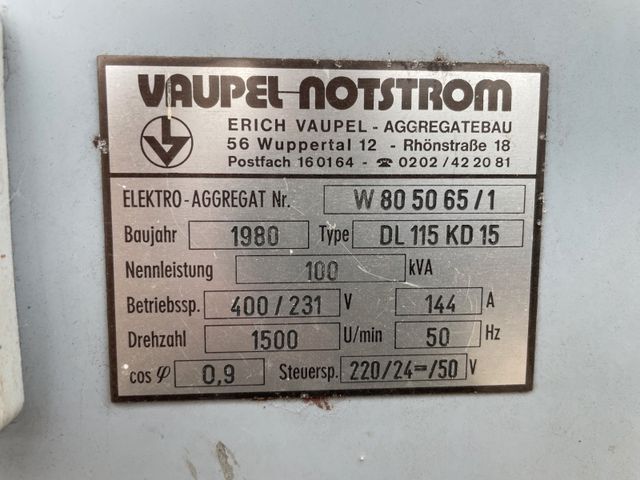 VAUPEL-NOTSTROM
ERICH VAUPEL - AGGREGATEBAU
56 Wuppertal 12 - Rhönstraße 18
Postfach 160164 - ☎ 0202/422081
ELEKTRO-AGGREGAT Nr. W 80 50 65/1
Baujahr 1980 Type DL 115 KD 15
Nennleistung 100 kVA
Betriebssp. 400/231 V 144 A
Drehzahl 1500 U/min 50 Hz
cos φ 0,9 Steuersp. 220/24=/50 V